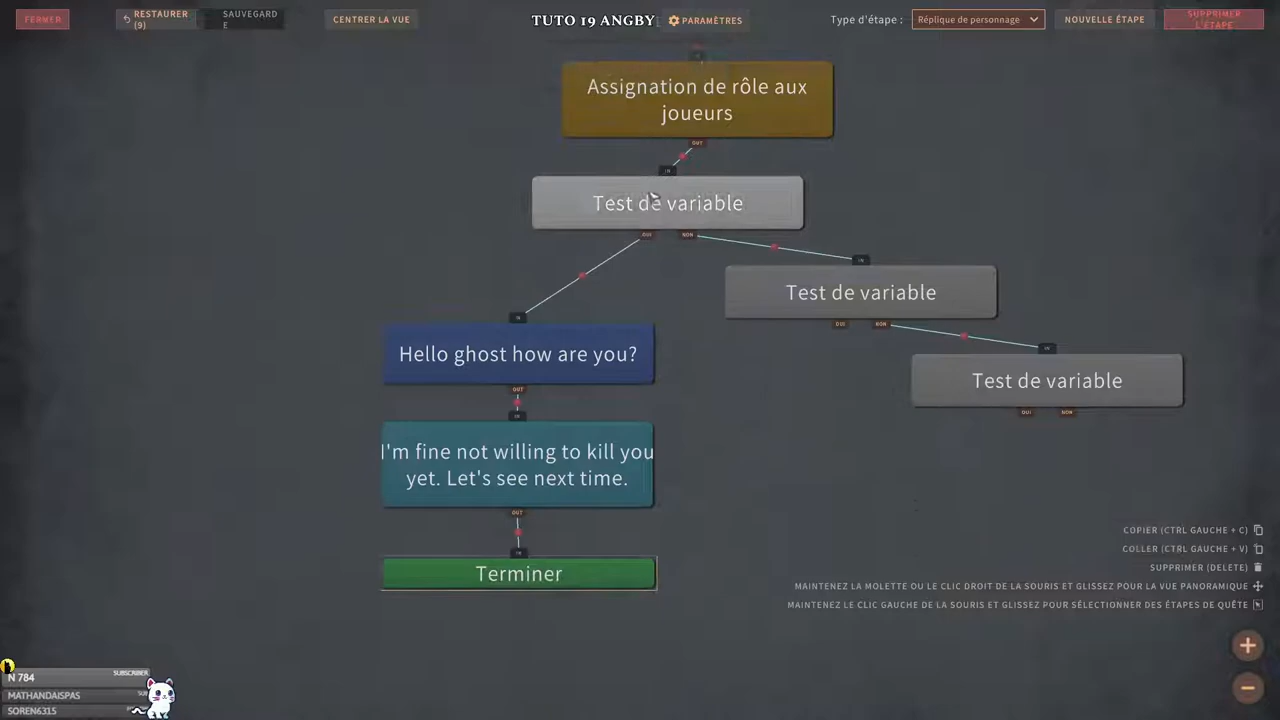 FERMER
RESTAURER
(9)
SAUVEGARD
E
CENTRER LA VUE
TUTO 19 ANGBY
PARAMÈTRES
Type d'étape :
Réplique de personnage
NOUVELLE ÉTAPE
SUPPRIMER
L'ÉTAPE
Assignation de rôle aux
joueurs
OUT
IN
Test de variable
OUI
NON
IN
Test de variable
OUI
NON
IN
Hello ghost how are you?
IN
Test de variable
OUT
OUI
NON
IN
I'm fine not willing to kill you
yet. Let's see next time.
OUT
IN
Terminer
COPIER (CTRL GAUCHE + C)
COLLER (CTRL GAUCHE + V)
SUPPRIMER (DELETE)
MAINTENEZ LA MOLETTE OU LE CLIC DROIT DE LA SOURIS ET GLISSEZ POUR LA VUE PANORAMIQUE
MAINTENEZ LE CLIC GAUCHE DE LA SOURIS ET GLISSEZ POUR SÉLECTIONNER DES ÉTAPES DE QUÊTE
N 784
SUBSCRIBER
MATHANDAISPAS
SOREN6315